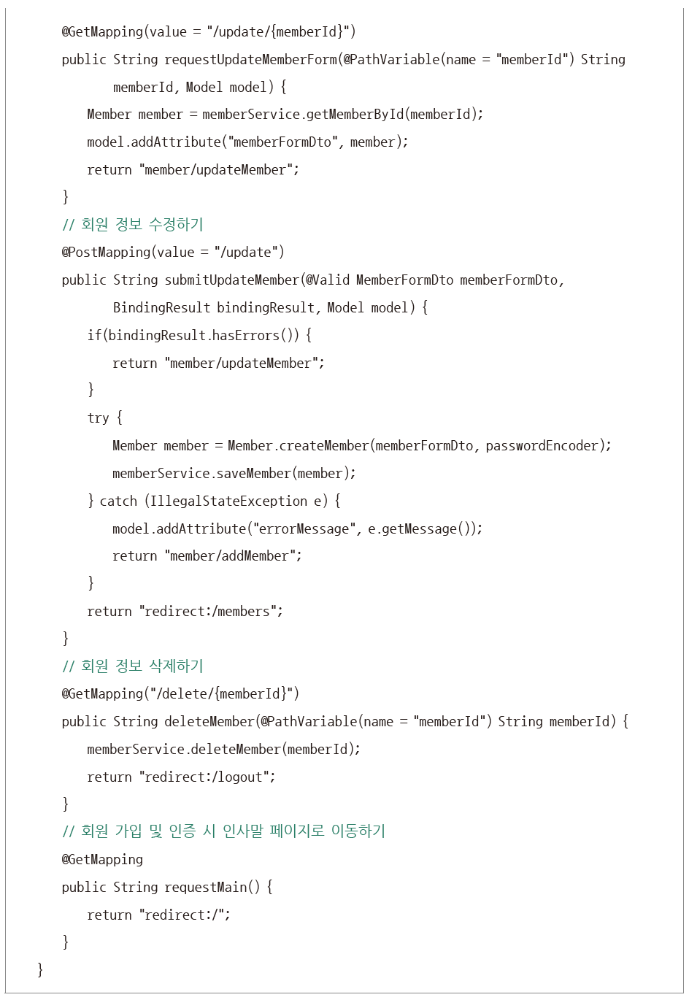 @GetMapping(value = "/update/{memberId}")
public String requestUpdateMemberForm(@PathVariable(name = "memberId") String
memberId, Model model) {
Member member = memberService.getMemberById(memberId);
model.addAttribute("memberFormDto", member);
return "member/updateMember";
}
// 회원 정보 수정하기
@PostMapping(value = "/update")
public String submitUpdateMember(@Valid MemberFormDto memberFormDto,
BindingResult bindingResult, Model model) {
if(bindingResult.hasErrors()) {
return "member/updateMember";
}
try {
Member member = Member.createMember(memberFormDto, passwordEncoder);
memberService.saveMember(member);
} catch (IllegalStateException e) {
model.addAttribute("errorMessage", e.getMessage());
return "member/addMember";
}
return "redirect:/members";
}
// 회원 정보 삭제하기
@GetMapping("/delete/{memberId}")
public String deleteMember(@PathVariable(name = "memberId") String memberId) {
memberService.deleteMember(memberId);
return "redirect:/logout";
}
// 회원 가입 및 인증 시 인사말 페이지로 이동하기
@GetMapping
public String requestMain() {
return "redirect:/";
}
}